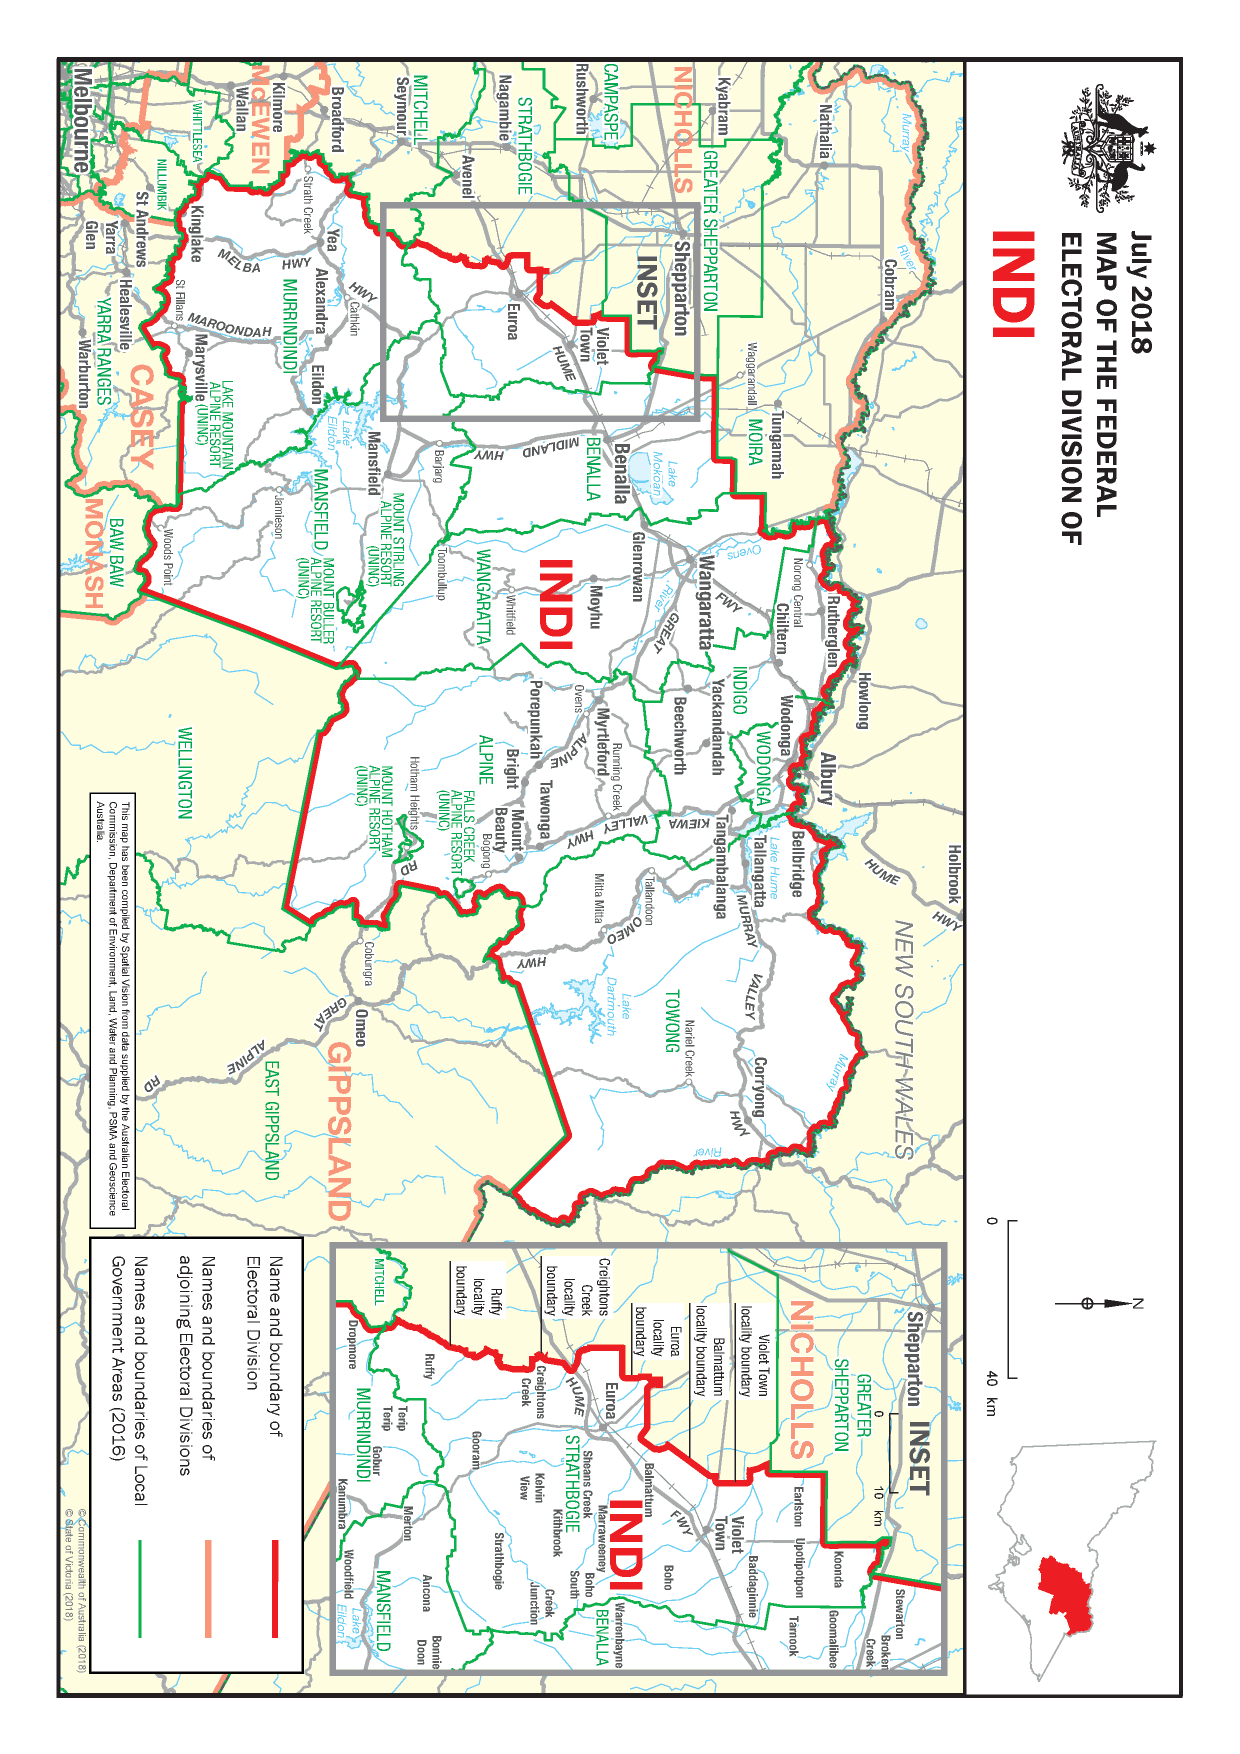 July 2018
MAP OF THE FEDERAL
ELECTORAL DIVISION OF
INDI
N
0
40 km
Holbrook
HUME
HWY
NEW SOUTH WALES
Murray
River
Cobram
Nathalia
Kyabram
NICHOLLS
GREATER SHEPPARTON
CAMPASPE
Rushworth
STRATHBOGIE
Nagambie
MITCHELL
Seymour
Avenel
Broadford
Kilmore
Wallan
McEWEN
WHITTLESEA
NILLUMBIK
Melbourne
Shepparton
INSET
Waggarandall
Tungamah
MOIRA
Howlong
Albury
Rutherglen
Norong Central
Chiltern
Wodonga
WODONGA
Bellbridge
Lake Hume
Tallangatta
Tangambalanga
MURRAY
VALLEY
HWY
Corryong
Murray
River
Nariel Creek
TOWONG
Lake
Dartmouth
Tallandoon
Mitta Mitta
OMEO
HWY
INDIGO
Yackandandah
Beechworth
Ovens
River
Wangaratta
FWY
GREAT
ALPINE
RD
Glenrowan
Benalla
Lake
Mokoan
BENALLA
MIDLAND
HWY
Violet
Town
HUME
Euroa
Moyhu
INDI
Whitfield
WANGARATTA
Toombullup
Barjarg
Mansfield
MOUNT STIRLING
ALPINE RESORT
(UNINC)
MOUNT BULLER
ALPINE RESORT
(UNINC)
MANSFIELD
Jamieson
Woods Point
Lake
Eildon
Eildon
Myrtleford
Ovens
Running Creek
KIEWA
VALLEY
HWY
Porepunkah
Bright
Tawonga
Mount
Beauty
Bogong
ALPINE
FALLS CREEK
ALPINE RESORT
(UNINC)
MOUNT HOTHAM
ALPINE RESORT
(UNINC)
Hotham Heights
Strath Creek
Yea
Alexandra
Cathkin
HWY
MELBA
HWY
MURRINDINDI
MAROONDAH
Kinglake
St Fillans
Marysville
LAKE MOUNTAIN
ALPINE RESORT
(UNINC)
St Andrews
Yarra
Glen
Healesville
Warburton
YARRA RANGES
CASEY
MONASH
BAW BAW
WELLINGTON
Cobungra
Omeo
GREAT
ALPINE
RD
GIPPSLAND
EAST GIPPSLAND
This map has been compiled by Spatial Vision from data supplied by the Australian Electoral
Commission, Department of Environment, Land, Water and Planning, PSMA and Geoscience
Australia.
Shepparton
INSET
0
10 km
GREATER
SHEPPARTON
NICHOLLS
Violet Town
locality boundary
Balmattum
locality boundary
Euroa
locality
boundary
Creightons
Creek
locality
boundary
Ruffy
locality
boundary
MITCHELL
Dropmore
Ruffy
Creightons
Creek
HUME
Euroa
Terip
Terip
MURRINDINDI
Gobur
Kanumbra
Gooram
Kelvin
View
STRATHBOGIE
Sheans Creek
Marraweeney
Kithbrook
Balmattum
INDI
FWY
Violet
Town
Earlston
Upotipotpon
Koonda
Baddaginnie
Boho
Boho
South
Warrenbayne
BENALLA
Creek
Junction
Strathbogie
Merton
Woodfield
Ancona
MANSFIELD
Lake
Eildon
Bonnie
Doon
Tarnook
Goomalibee
Stewarton
Broken
Creek
Name and boundary of
Electoral Division
Names and boundaries of
adjoining Electoral Divisions
Names and boundaries of Local
Government Areas (2016)
© Commonwealth of Australia (2018)
© State of Victoria (2018)